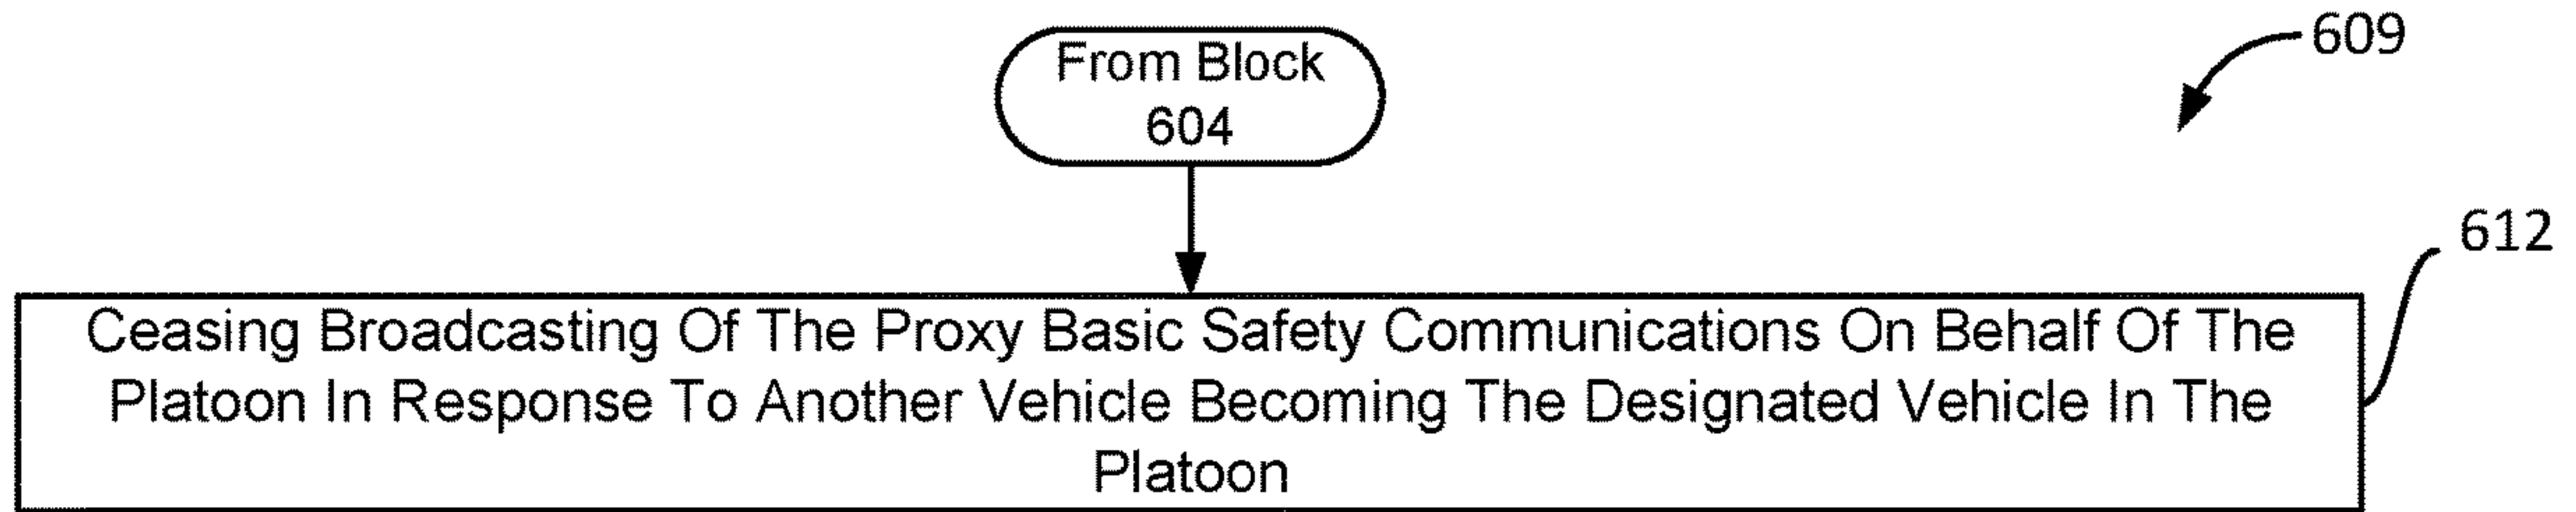 From Block
604
609
612
Ceasing Broadcasting Of The Proxy Basic Safety Communications On Behalf Of The
Platoon In Response To Another Vehicle Becoming The Designated Vehicle In The
Platoon